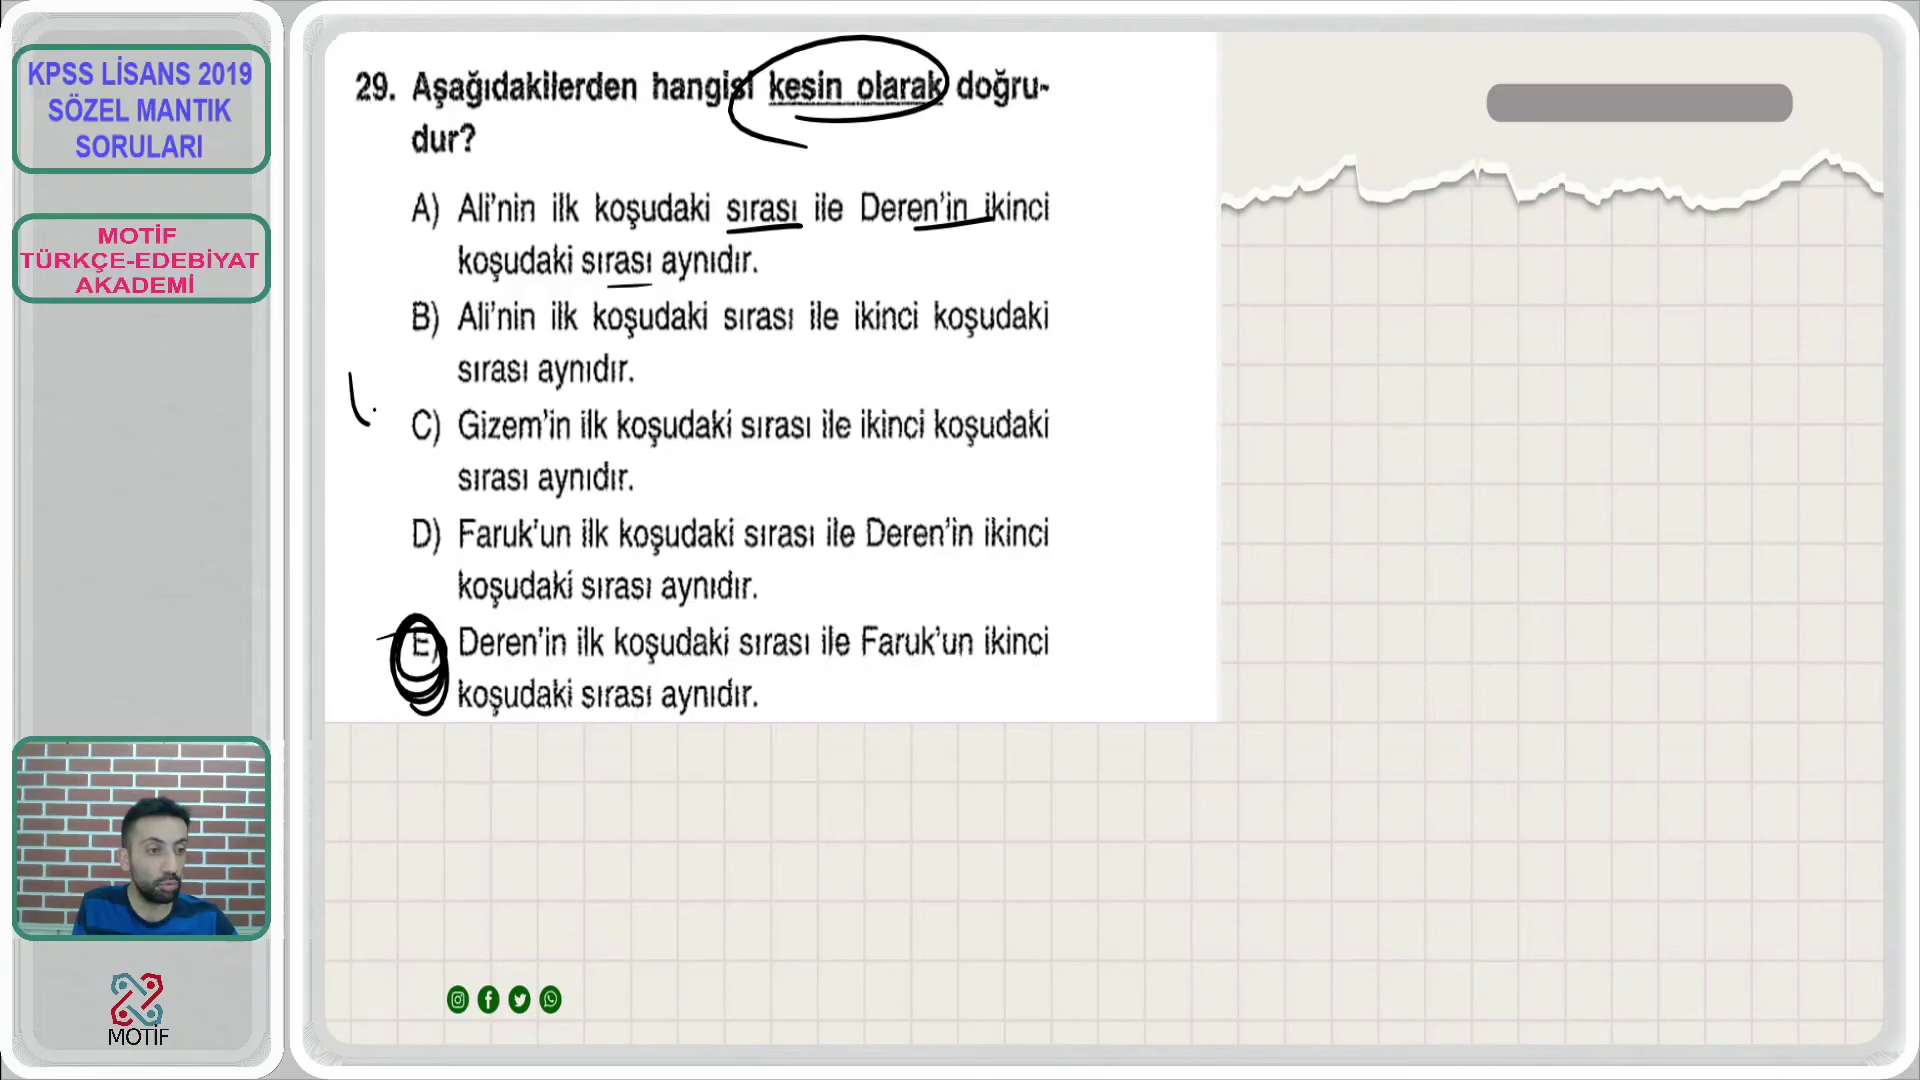 KPSS LİSANS 2019
SÖZEL MANTIK
SORULARI
MOTİF
TÜRKÇE-EDEBİYAT
AKADEMİ
MOTİF
29. Aşağıdakilerden hangisi kesin olarak doğru-
dur?
A) Ali’nin ilk koşudaki sırası ile Deren’in ikinci
koşudaki sırası aynıdır.
B) Ali’nin ilk koşudaki sırası ile ikinci koşudaki
sırası aynıdır.
C) Gizem’in ilk koşudaki sırası ile ikinci koşudaki
sırası aynıdır.
D) Faruk’un ilk koşudaki sırası ile Deren’in ikinci
koşudaki sırası aynıdır.
E) Deren’in ilk koşudaki sırası ile Faruk’un ikinci
koşudaki sırası aynıdır.